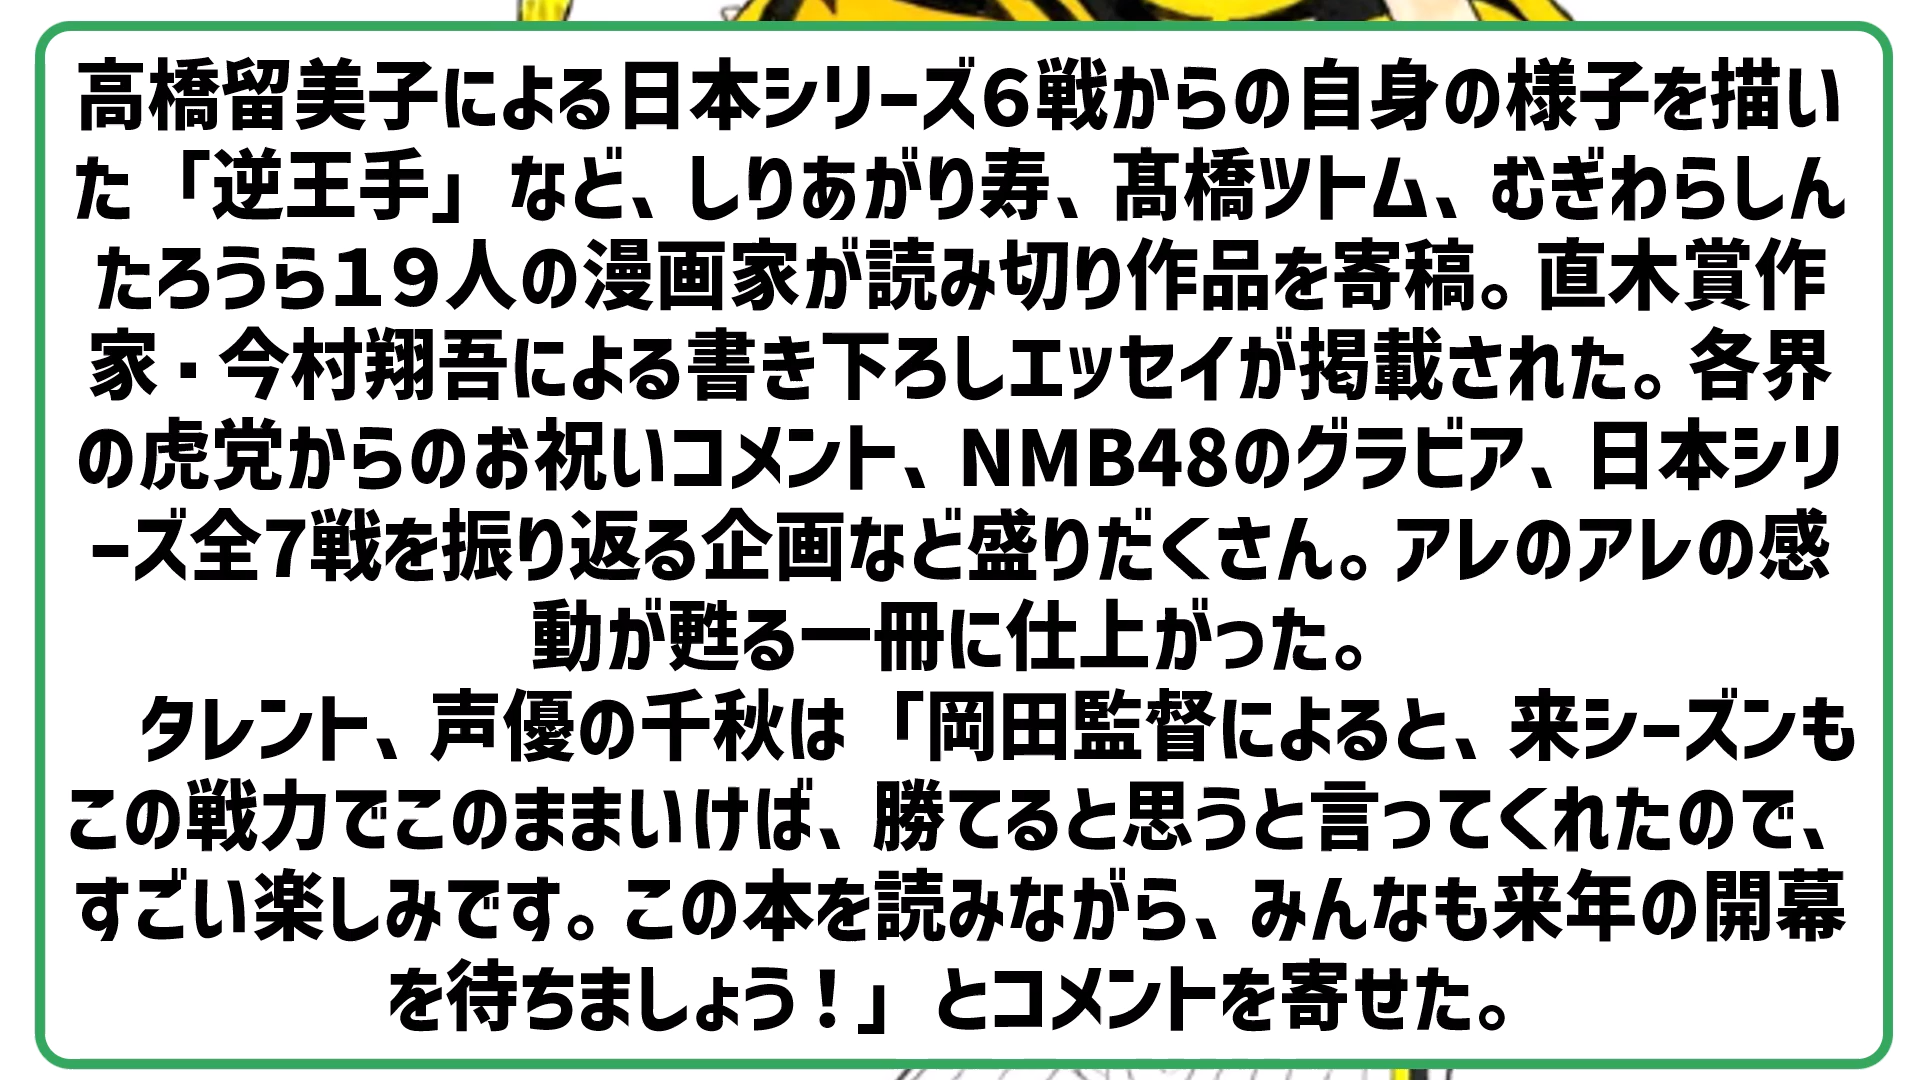 高橋留美子による日本シリーズ６戦からの自身の様子を描い
た「逆王手」など、しりあがり寿、髙橋ツトム、むぎわらしん
たろうら１９人の漫画家が読み切り作品を寄稿。直木賞作
家・今村翔吾による書き下ろしエッセイが掲載された。各界
の虎党からのお祝いコメント、NMB48のグラビア、日本シリ
ーズ全7戦を振り返る企画など盛りだくさん。アレのアレの感
動が甦る一冊に仕上がった。
　タレント、声優の千秋は「岡田監督によると、来シーズンも
この戦力でこのままいけば、勝てると思うと言ってくれたので、
すごい楽しみです。この本を読みながら、みんなも来年の開幕
を待ちましょう！」とコメントを寄せた。